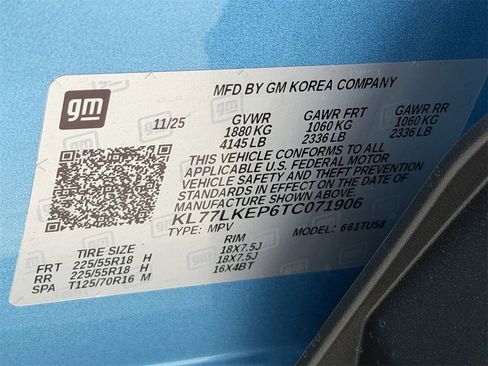 gm
MFD BY GM KOREA COMPANY
11/25 GVWR GAWR FRT GAWR RR
1880 KG 1060 KG 1060 KG
4145 LB 2336 LB 2336 LB
THIS VEHICLE CONFORMS TO ALL
APPLICABLE U.S. FEDERAL MOTOR
VEHICLE SAFETY AND THEFT PREVENTION
STANDARDS IN EFFECT ON THE DATE OF
MANUFACTURE SHOWN ABOVE.
KL77LKEP6TC071906
TYPE: MPV MODEL: 661TU58
TIRE SIZE RIM
FRT 225/55R18 H 18X7.5J
RR 225/55R18 H 18X7.5J
SPA T125/70R16 M 16X4BT